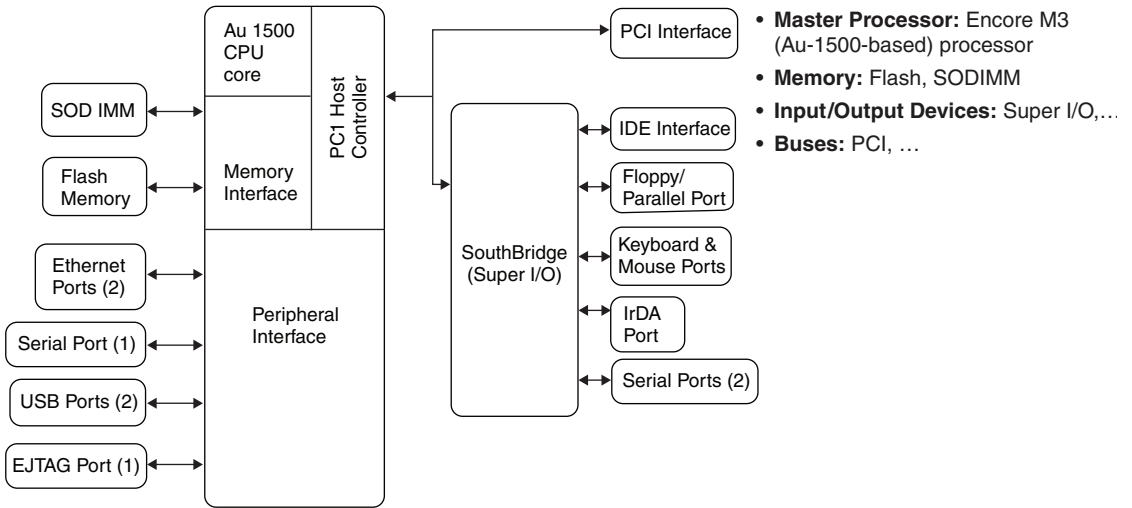 Au 1500
CPU
core
PC1 Host
Controller
Memory
Interface
Peripheral
Interface
SOD IMM
Flash
Memory
Ethernet
Ports (2)
Serial Port (1)
USB Ports (2)
EJTAG Port (1)
PCI Interface
SouthBridge
(Super I/O)
IDE Interface
Floppy/
Parallel Port
Keyboard &
Mouse Ports
IrDA
Port
Serial Ports (2)
• Master Processor: Encore M3
(Au-1500-based) processor
• Memory: Flash, SODIMM
• Input/Output Devices: Super I/O,…
• Buses: PCI, …